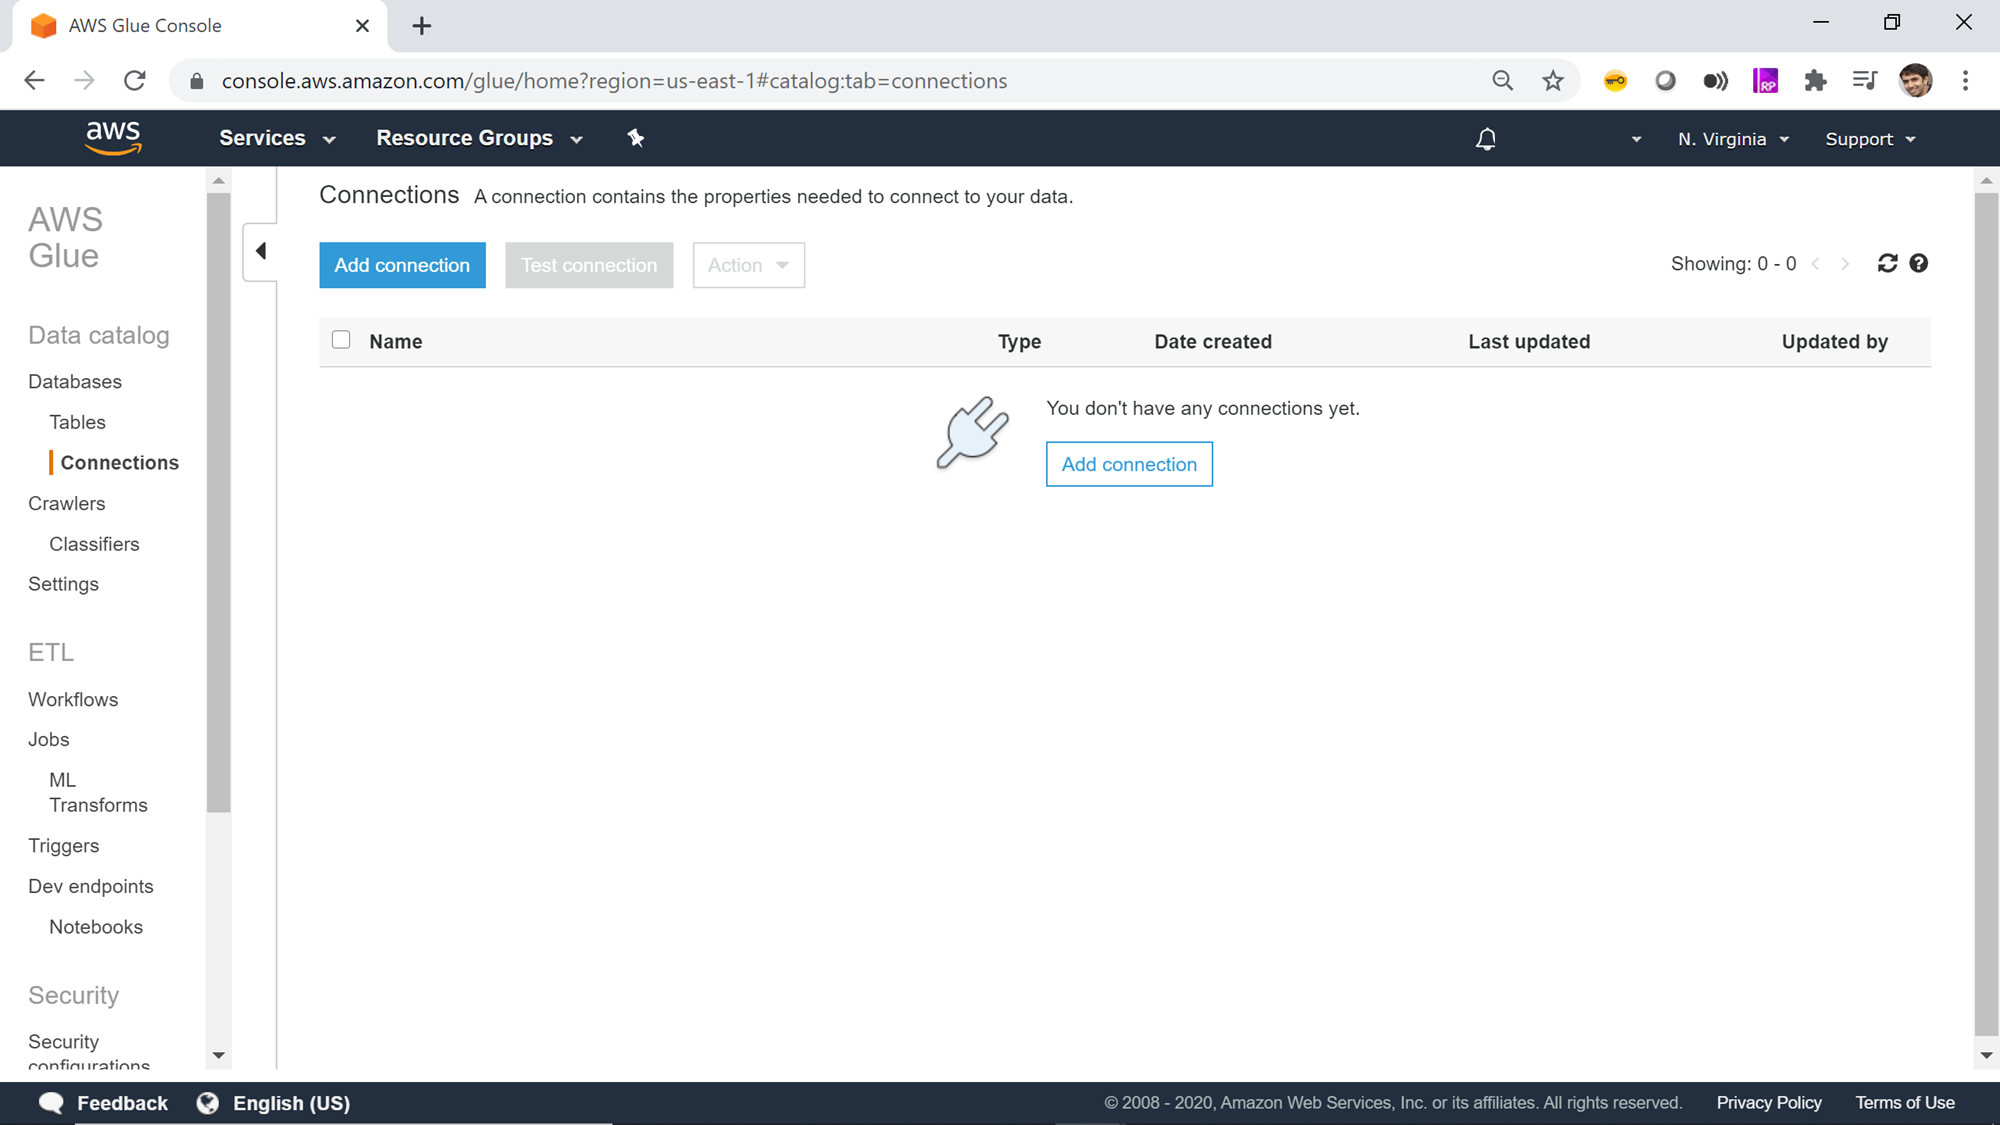 AWS Glue Console
console.aws.amazon.com/glue/home?region=us-east-1#catalog:tab=connections
RP
aws
Services
Resource Groups
N. Virginia
Support
AWS
Glue
Data catalog
Databases
Tables
Connections
Crawlers
Classifiers
Settings
ETL
Workflows
Jobs
ML
Transforms
Triggers
Dev endpoints
Notebooks
Security
Security
configurations
Connections A connection contains the properties needed to connect to your data.
Add connection
Test connection
Action
Showing: 0 - 0
Name
Type
Date created
Last updated
Updated by
You don't have any connections yet.
Add connection
Feedback
English (US)
© 2008 - 2020, Amazon Web Services, Inc. or its affiliates. All rights reserved.
Privacy Policy
Terms of Use